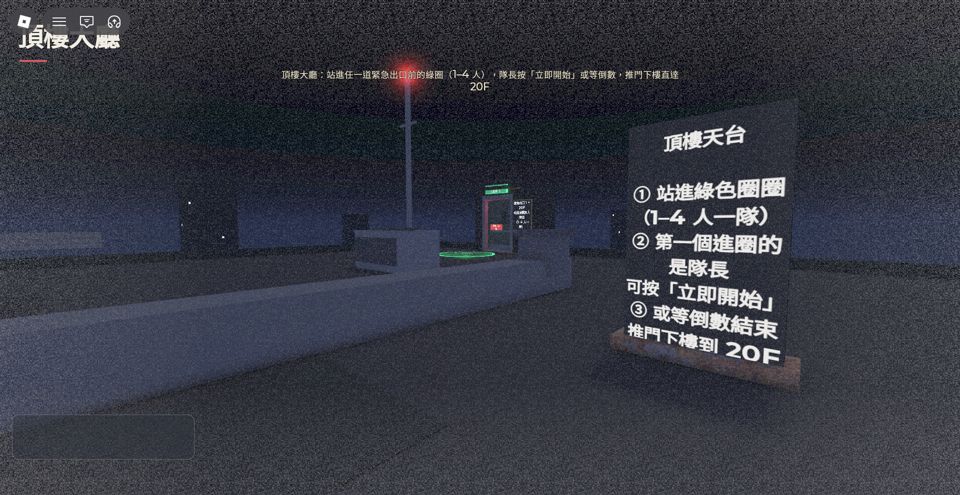 頂樓大廳
頂樓大廳：站進任一道緊急出口前的綠圈（1–4 人），隊長按「立即開始」或等倒數，推門下樓直達
20F
頂樓天台
① 站進綠色圈圈
（1–4 人一隊）
② 第一個進圈的
是隊長
可按「立即開始」
③ 或等倒數結束
推門下樓到 20F